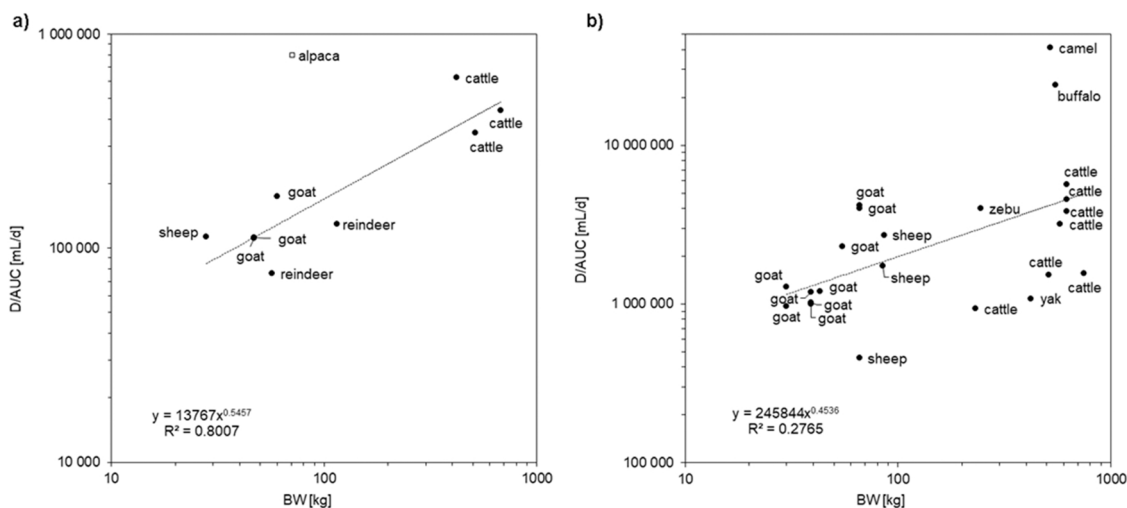 a)
1 000 000
alpaca
cattle
cattle
cattle
goat
reindeer
sheep
goat
goat
reindeer
100 000
10 000
D/AUC [mL/d]
y = 13767x^0.5457
R² = 0.8007
10 100 1000
BW [kg]
b)
camel
buffalo
10 000 000
cattle
goat
cattle
goat
zebu
cattle
sheep
cattle
goat
sheep
cattle
goat
goat
cattle
goat
yak
1 000 000
goat
goat
cattle
sheep
D/AUC [mL/d]
y = 245844x^0.4536
R² = 0.2765
100 000
10 100 1000
BW [kg]